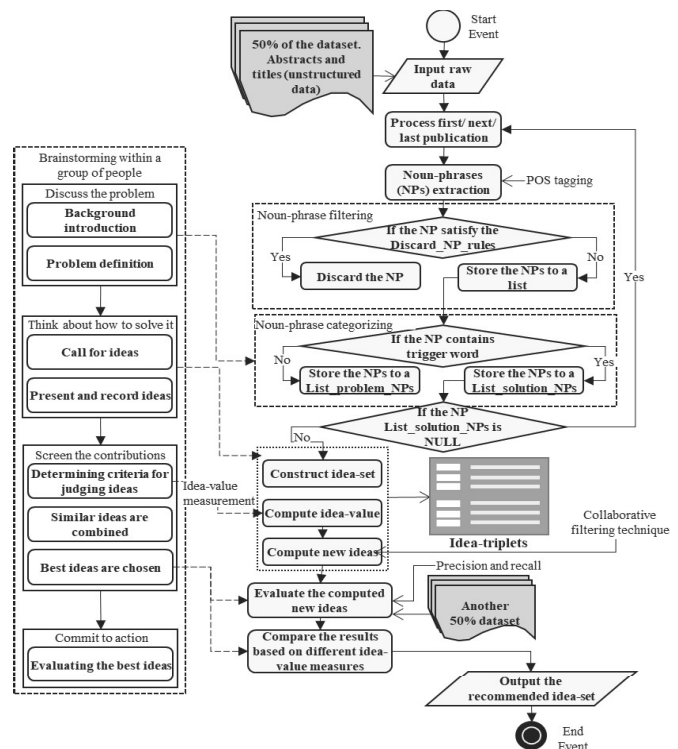 Start
Event
50% of the dataset.
Abstracts and
titles (unstructured
data)
Input raw
data
Process first/ next/
last publication
Noun-phrases
(NPs) extraction
POS tagging
Noun-phrase filtering
If the NP satisfy the
Discard_NP_rules
Yes
No
Discard the NP
Store the NPs to a
list
Yes
Noun-phrase categorizing
If the NP contains
trigger word
No
Yes
Store the NPs to a
List_problem_NPs
Store the NPs to a
List_solution_NPs
If the NP
List_solution_NPs is
NULL
No
Brainstorming within a
group of people
Discuss the problem
Background
introduction
Problem definition
Think about how to solve it
Call for ideas
Present and record ideas
Screen the contributions
Determining criteria for
judging ideas
Similar ideas are
combined
Best ideas are chosen
Commit to action
Evaluating the best ideas
Idea-value
measurement
Construct idea-set
Compute idea-value
Compute new ideas
Idea-triplets
Collaborative
filtering technique
Precision and recall
Evaluate the computed
new ideas
Another
50% dataset
Compare the results
based on different idea-
value measures
Output the
recommended idea-set
End
Event